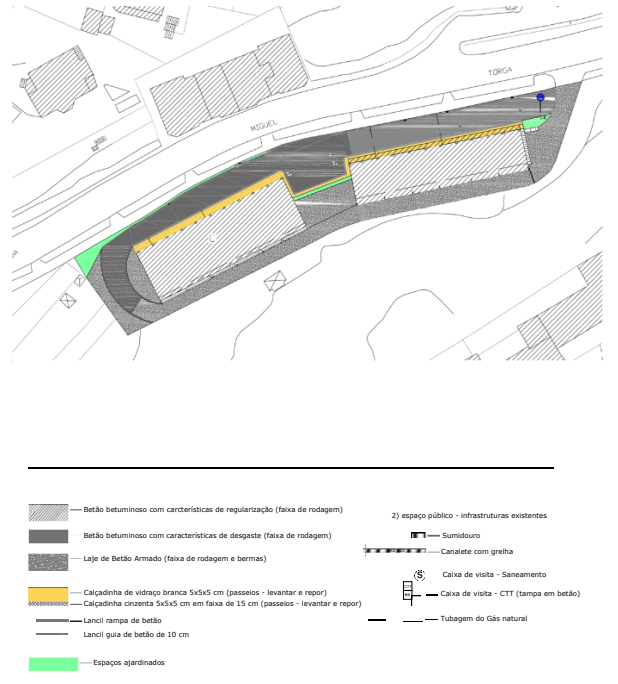 TORGA
MIGUEL
Betão betuminoso com carcterísticas de regularização (faixa de rodagem)
Betão betuminoso com características de desgaste (faixa de rodagem)
Laje de Betão Armado (faixa de rodagem e bermas)
Calçadinha de vidraço branca 5x5x5 cm (passeios - levantar e repor)
Calçadinha cinzenta 5x5x5 cm em faixa de 15 cm (passeios - levantar e repor)
Lancil rampa de betão
Lancil guia de betão de 10 cm
Espaços ajardinados
2) espaço público - infrastruturas existentes
Sumidouro
Canalete com grelha
S
Caixa de visita - Saneamento
CTT
Caixa de visita - CTT (tampa em betão)
Tubagem do Gás natural